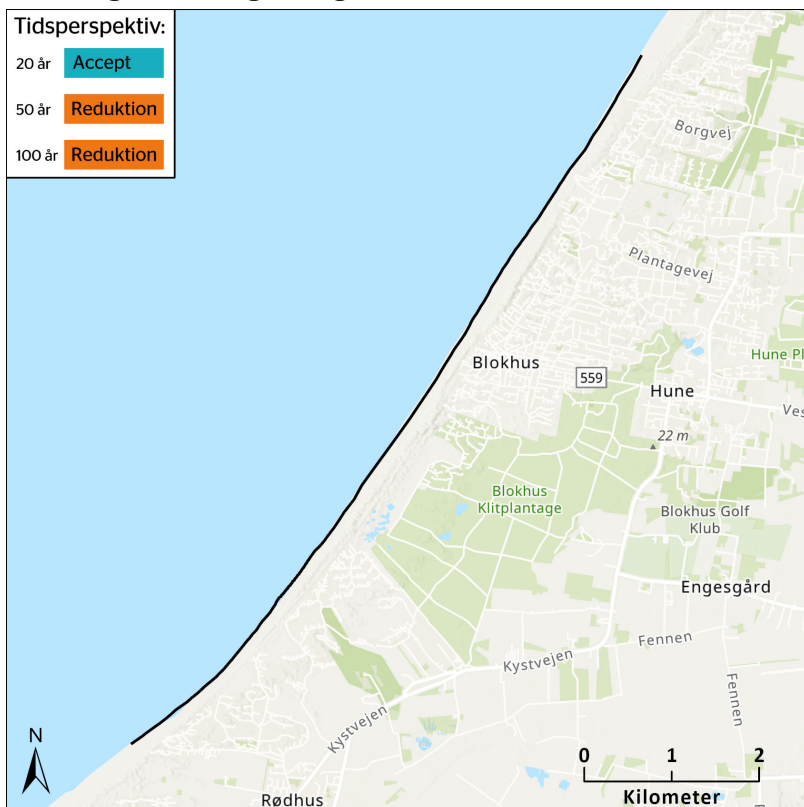 Tidsperspektiv:
20 år Accept
50 år Reduktion
100 år Reduktion
Borgvej
Plantagevej
Blokhus
559
Hune Pl
Hune
Ves
22 m
Blokhus
Klitplantage
Blokhus Golf
Klub
Engesgård
Fennen
Kystvejen
Fennen
Kystvejen
N
0 1 2
Kilometer
Rødhus